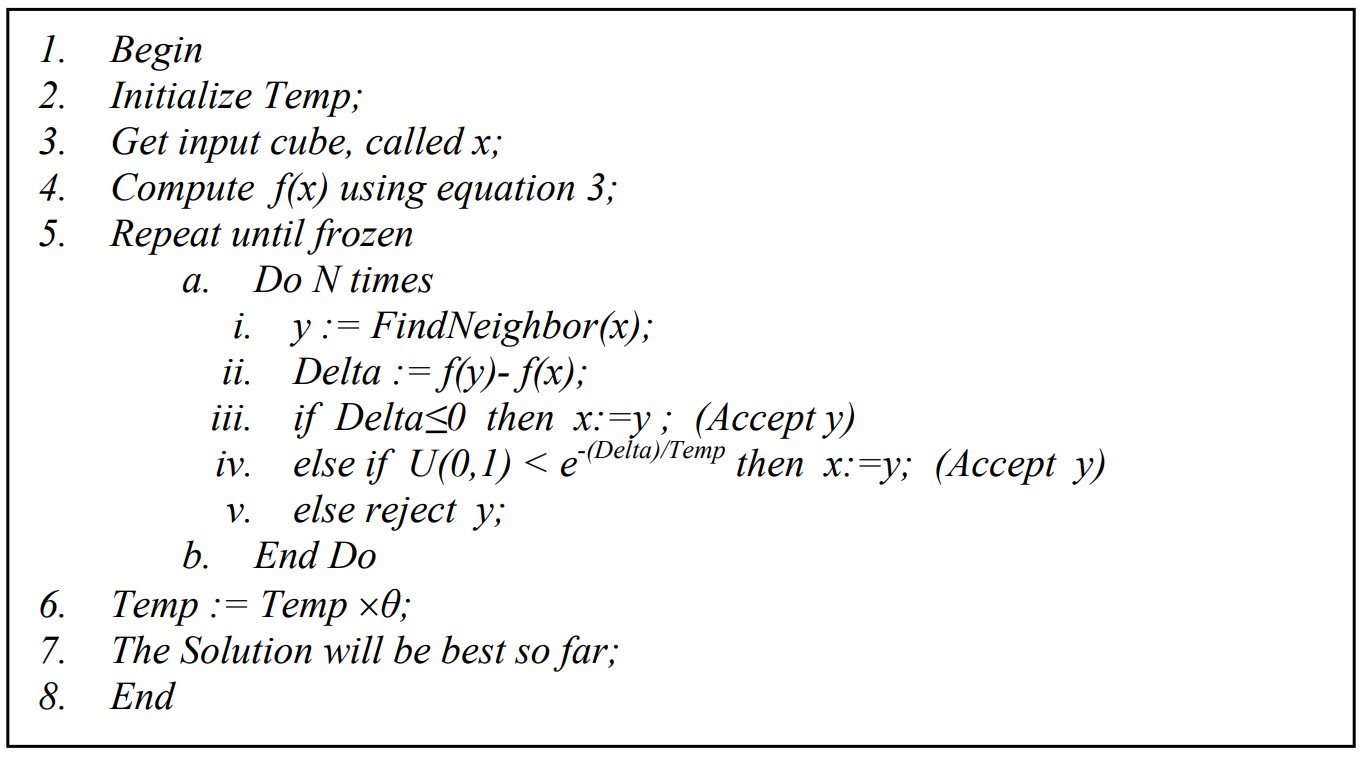 1. Begin
2. Initialize Temp;
3. Get input cube, called x;
4. Compute f(x) using equation 3;
5. Repeat until frozen
a. Do N times
i. y := FindNeighbor(x);
ii. Delta := f(y)- f(x);
iii. if Delta≤0 then x:=y ; (Accept y)
iv. else if U(0,1) < e^-(Delta)/Temp then x:=y; (Accept y)
v. else reject y;
b. End Do
6. Temp := Temp ×θ;
7. The Solution will be best so far;
8. End